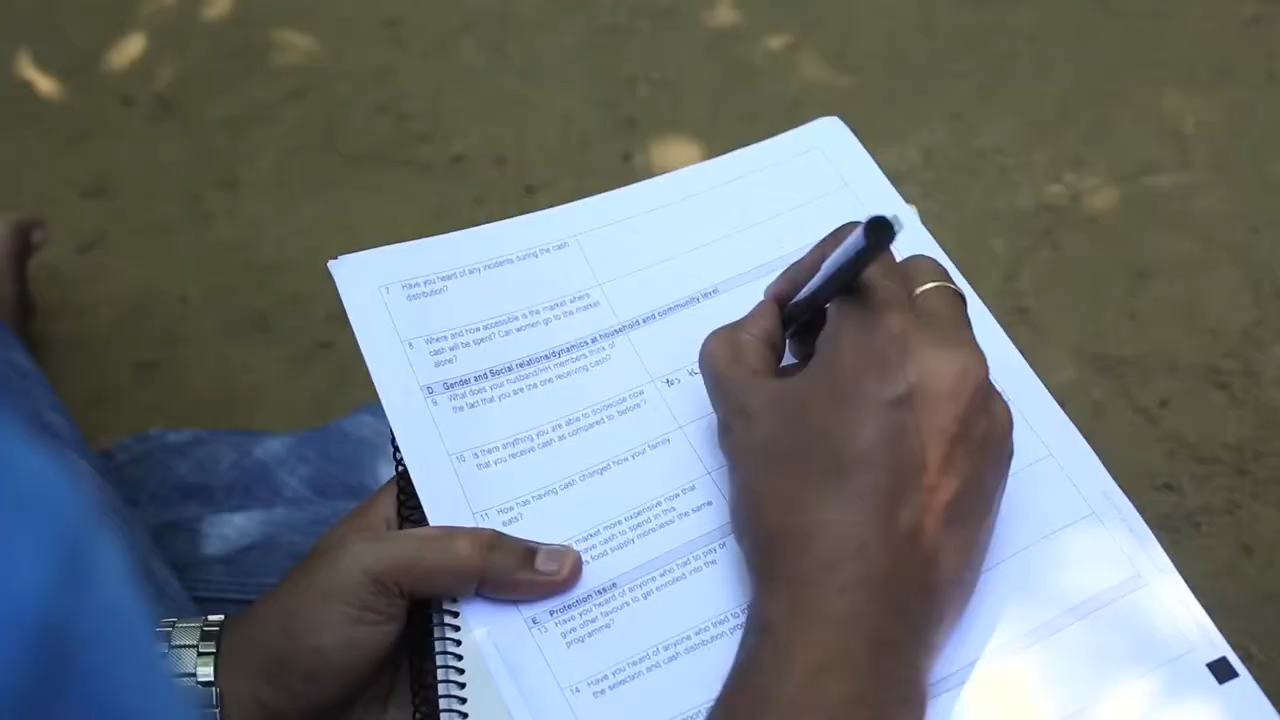 7 Have you heard of any incidents during the cash
distribution?
8 Where and how accessible is the market where
cash will be spent? Can women go to the market
alone?
D. Gender and Social relations/dynamics at household and community level
9 What does your husband/HH members think of
the fact that you are the one receiving cash?
Yes
10 Is there anything you are able to do/decide now
that you receive cash as compared to 'before'?
11 How has having cash changed how your family
eats?
market more expensive now that
have cash to spend in this
food supply more/less/ the same
E. Protection issue
13 Have you heard of anyone who had to pay or
give other favours to get enrolled into the
programme?
14 Have you heard of anyone who tried to
the selection and cash distribution